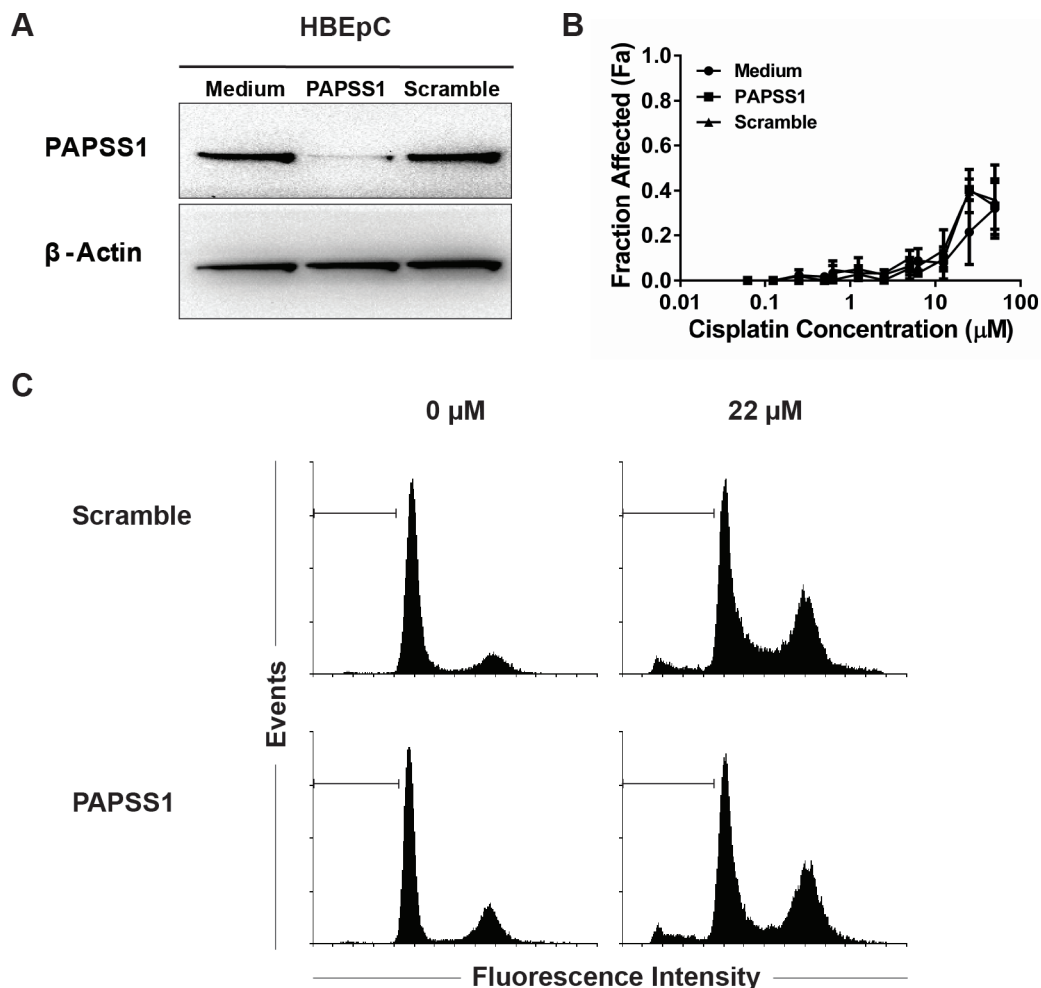 A
HBEpC
Medium PAPSS1 Scramble
PAPSS1
β-Actin
B
Fraction Affected (Fa)
1.0
0.8
0.6
0.4
0.2
0.0
Medium
PAPSS1
Scramble
0.01 0.1 1 10 100
Cisplatin Concentration (μM)
C
0 μM 22 μM
Scramble
PAPSS1
Events
Fluorescence Intensity